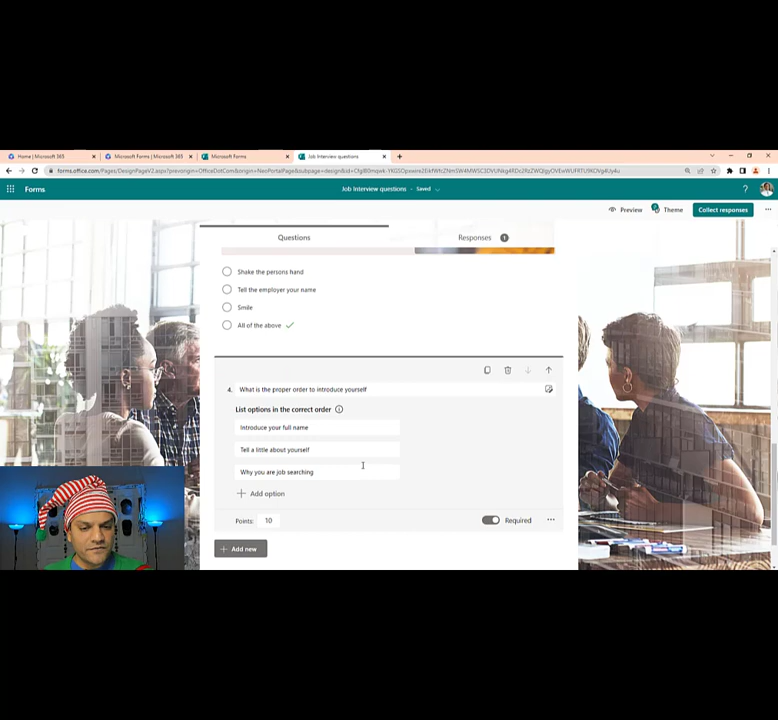 Home | Microsoft 365
Microsoft Forms | Microsoft 365
Microsoft Forms
Job Interview questions
Forms
Job Interview questions - Saved
?
Preview
Theme
Collect responses
Questions
Responses 1
Shake the persons hand
Tell the employer your name
Smile
All of the above
4. What is the proper order to introduce yourself
List options in the correct order
Introduce your full name
Tell a little about yourself
Why you are job searching
Add option
Points: 10
Required
Add new